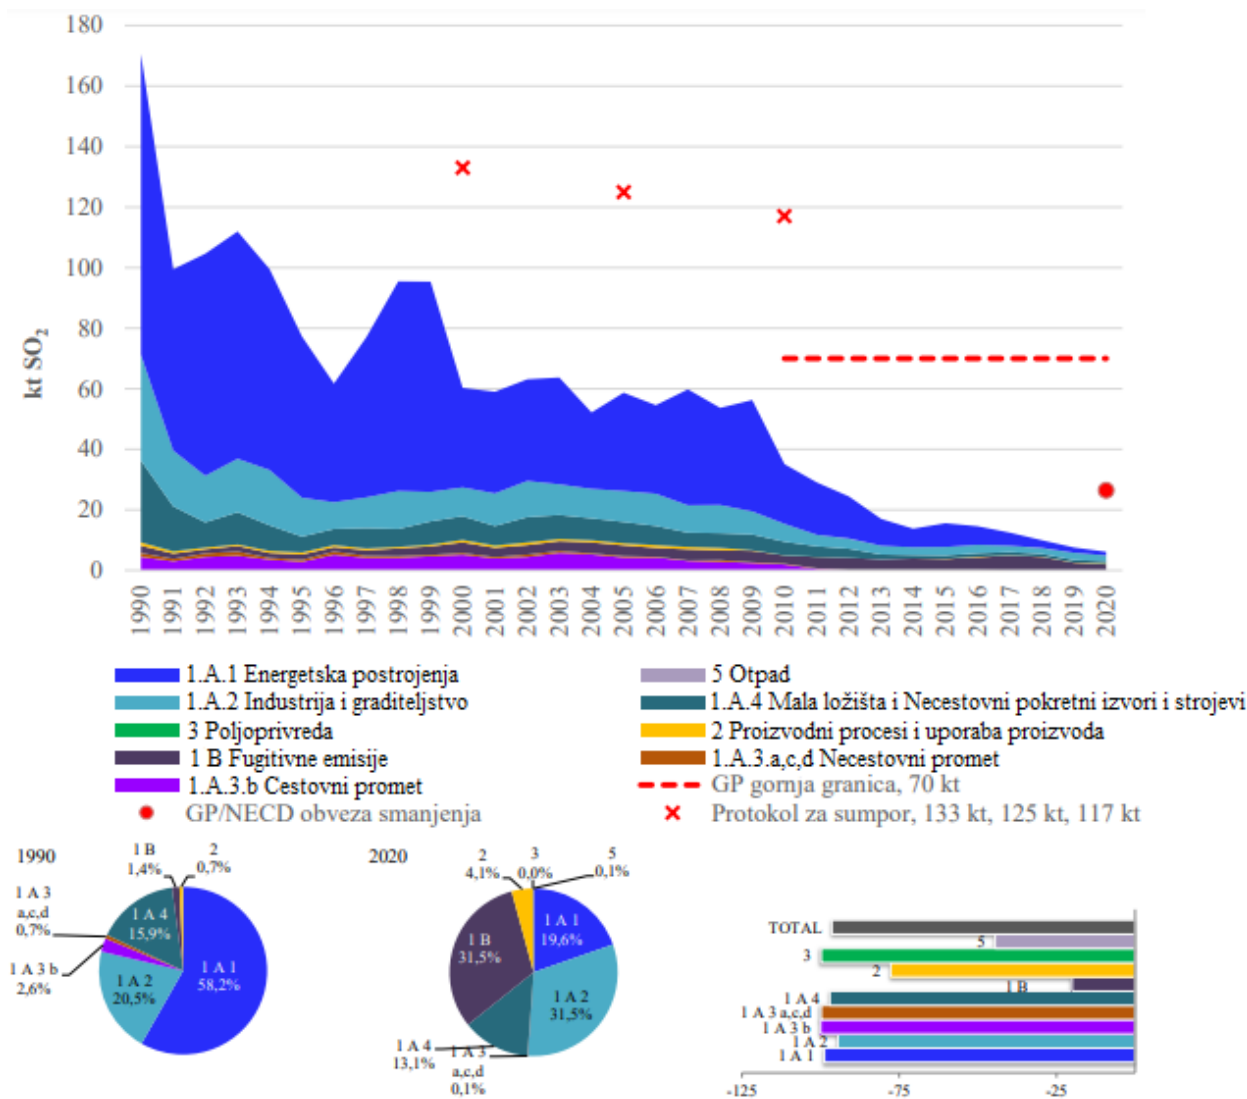 180
160
140
120
100
80
60
40
20
0
kt SO₂
1990 1991 1992 1993 1994 1995 1996 1997 1998 1999 2000 2001 2002 2003 2004 2005 2006 2007 2008 2009 2010 2011 2012 2013 2014 2015 2016 2017 2018 2019 2020
1.A.1 Energetska postrojenja
5 Otpad
1.A.2 Industrija i graditeljstvo
1.A.4 Mala ložišta i Necestovni pokretni izvori i strojevi
3 Poljoprivreda
2 Proizvodni procesi i uporaba proizvoda
1 B Fugitivne emisije
1.A.3.a,c,d Necestovni promet
1.A.3.b Cestovni promet
GP gornja granica, 70 kt
GP/NECD obveza smanjenja
Protokol za sumpor, 133 kt, 125 kt, 117 kt
1990
1 B
1,4%
2
0,7%
1 A 3
a,c,d
0,7%
1 A 4
15,9%
1 A 3 b
2,6%
1 A 2
20,5%
1 A 1
58,2%
2020
2
4,1%
3
0,0%
5
0,1%
1 A 1
19,6%
1 B
31,5%
1 A 2
31,5%
1 A 4
13,1%
1 A 3
a,c,d
0,1%
TOTAL
5
3
2
1 B
1 A 4
1 A 3 a,c,d
1 A 3 b
1 A 2
1 A 1
-125 -75 -25